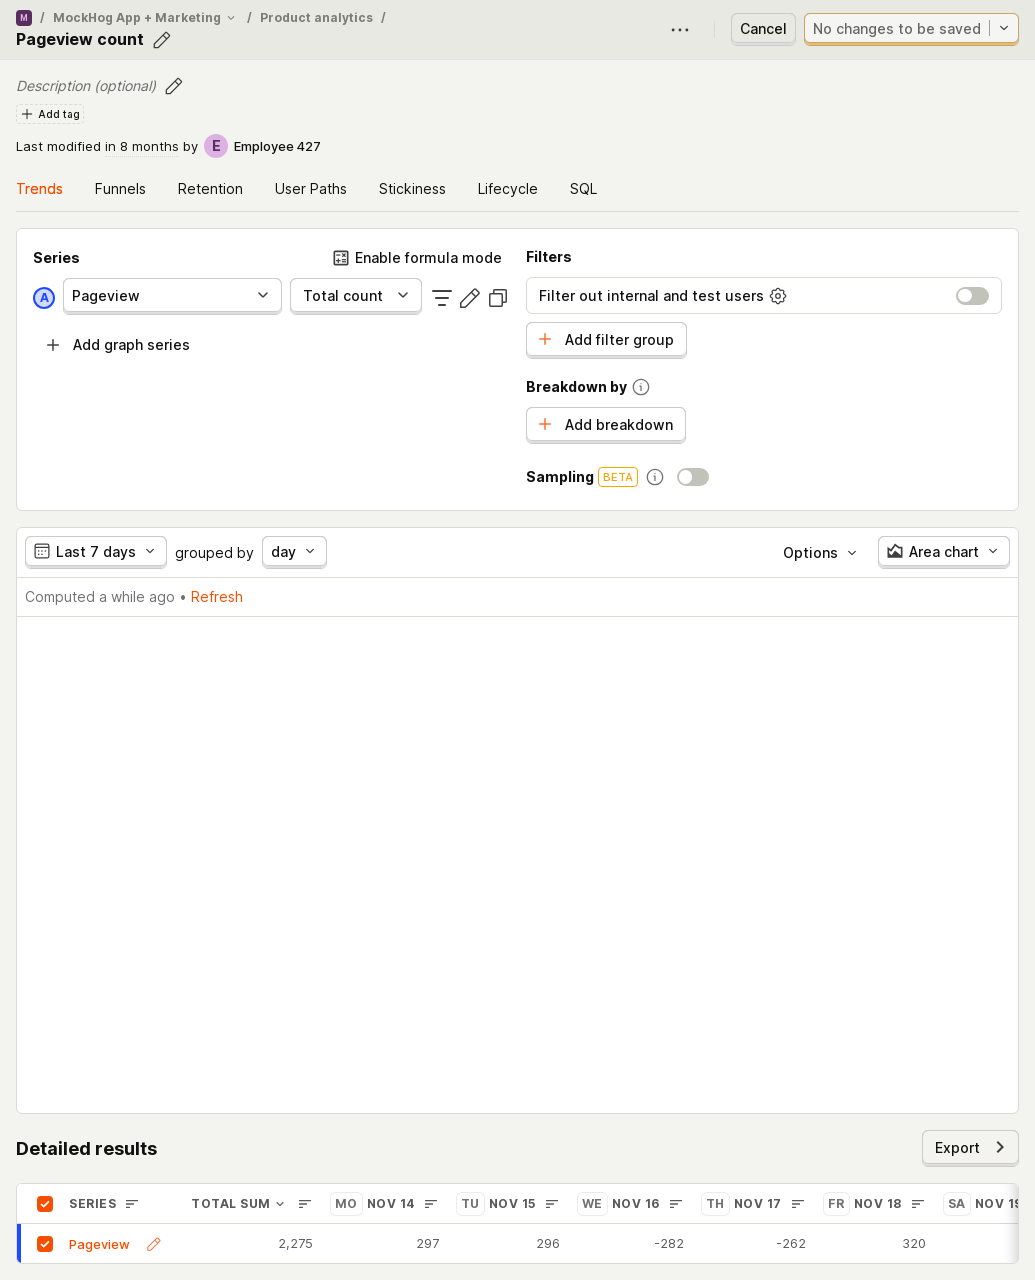 M / MockHog App + Marketing / Product analytics /
Pageview count
Cancel
No changes to be saved
Description (optional)
Add tag
Last modified in 8 months by E Employee 427
Trends Funnels Retention User Paths Stickiness Lifecycle SQL
Series
Enable formula mode
A Pageview Total count
Add graph series
Filters
Filter out internal and test users
Add filter group
Breakdown by
Add breakdown
Sampling BETA
Last 7 days grouped by day Options Area chart
Computed a while ago • Refresh
Detailed results
Export
SERIES TOTAL SUM MO NOV 14 TU NOV 15 WE NOV 16 TH NOV 17 FR NOV 18 SA NOV 19
Pageview 2,275 297 296 -282 -262 320